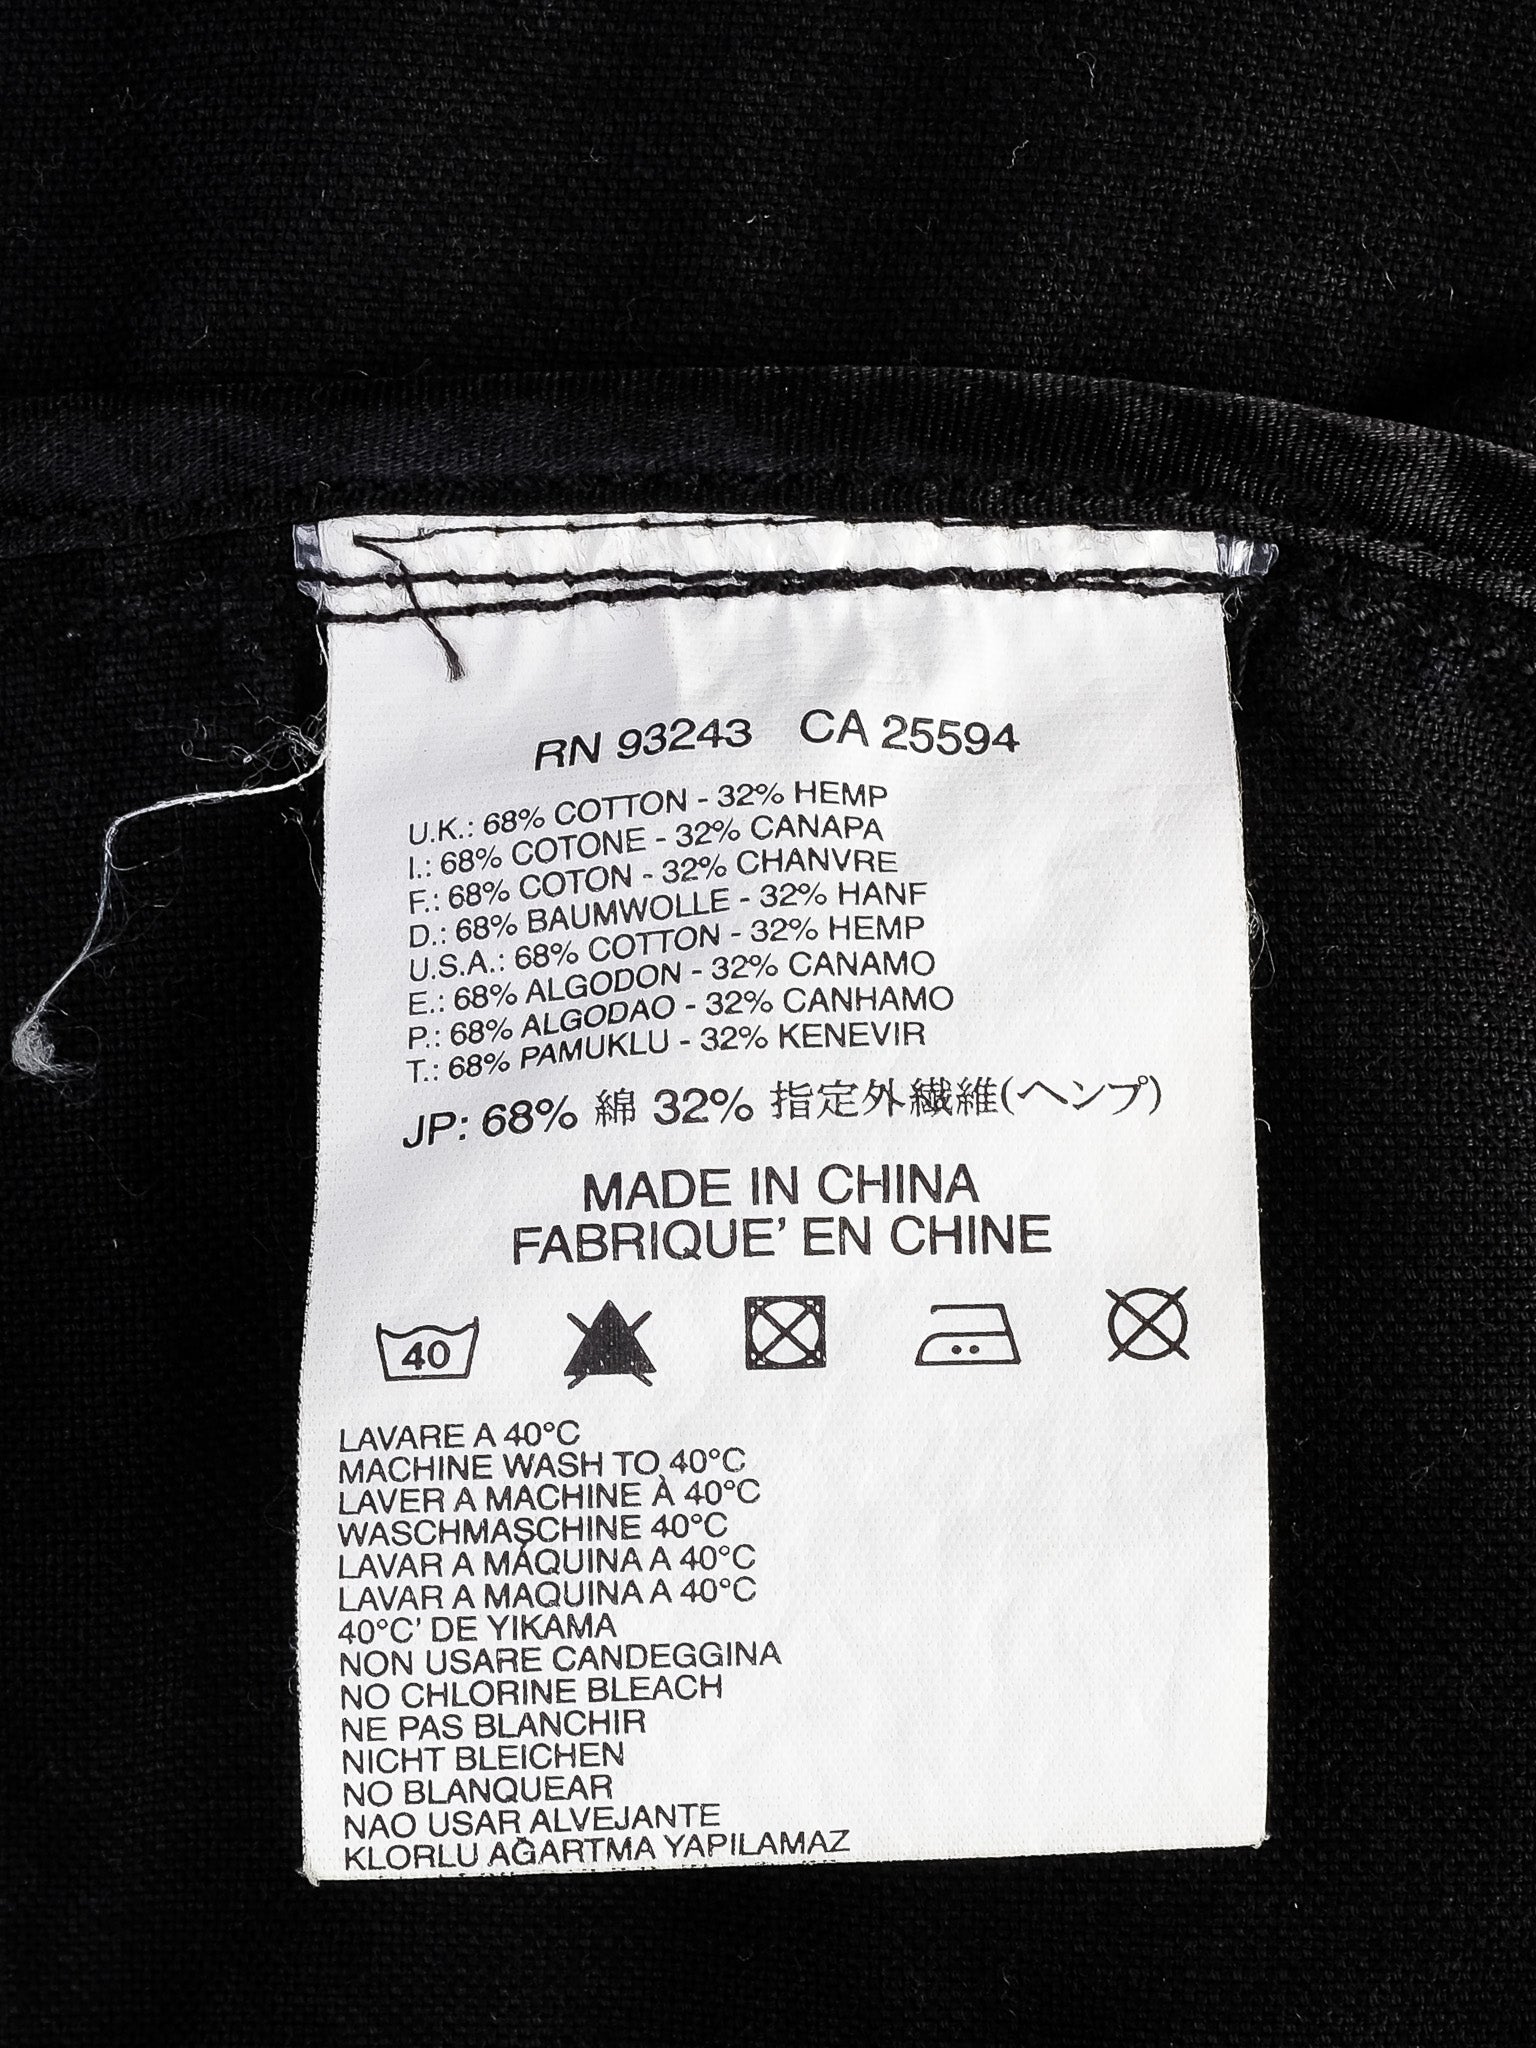 RN 93243 CA 25594
U.K.: 68% COTTON - 32% HEMP
I.: 68% COTONE - 32% CANAPA
F.: 68% COTON - 32% CHANVRE
D.: 68% BAUMWOLLE - 32% HANF
U.S.A.: 68% COTTON - 32% HEMP
E.: 68% ALGODON - 32% CANAMO
P.: 68% ALGODAO - 32% CANHAMO
T.: 68% PAMUKLU - 32% KENEVIR
JP: 68% 綿 32% 指定外繊維(ヘンプ)
MADE IN CHINA
FABRIQUE' EN CHINE
40
LAVARE A 40°C
MACHINE WASH TO 40°C
LAVER A MACHINE À 40°C
WASCHMASCHINE 40°C
LAVAR A MÁQUINA A 40°C
LAVAR A MAQUINA A 40°C
40°C' DE YIKAMA
NON USARE CANDEGGINA
NO CHLORINE BLEACH
NE PAS BLANCHIR
NICHT BLEICHEN
NO BLANQUEAR
NAO USAR ALVEJANTE
KLORLU AĞARTMA YAPILAMAZ